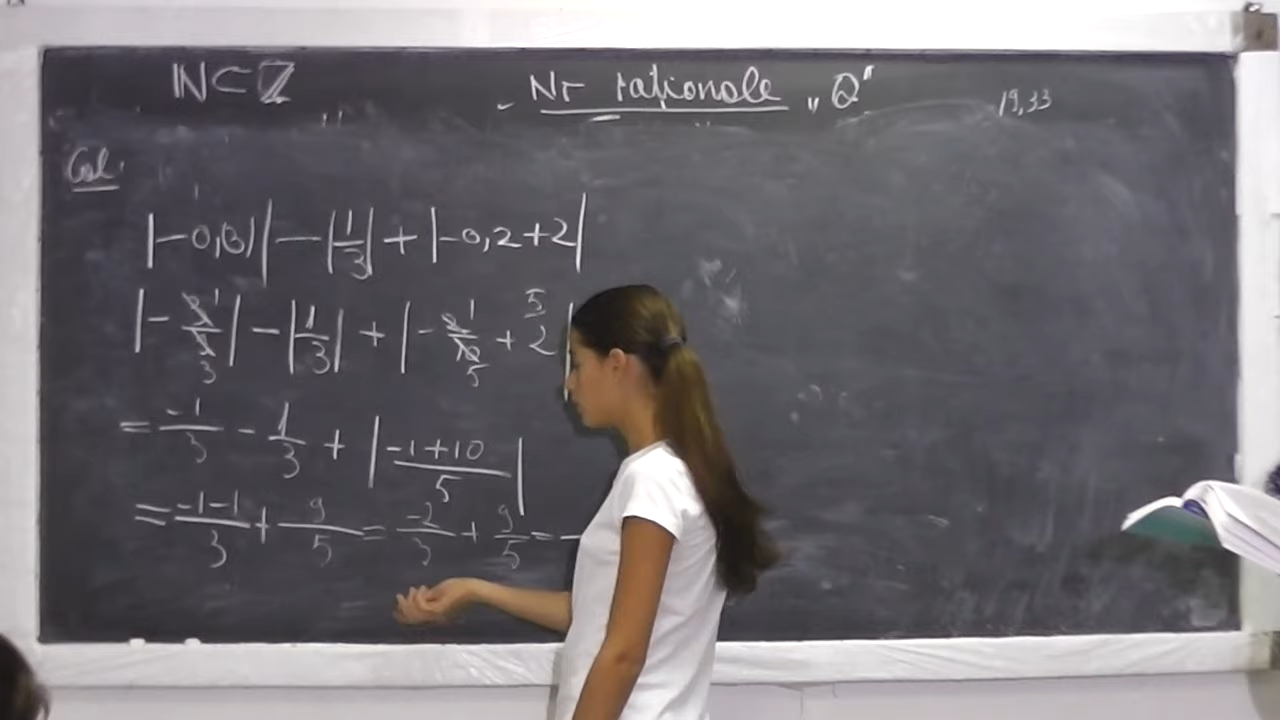 ℕ⊂ℤ
Nr raționale „Q"
19,33
Cal:
|-0,(3)| - |1/3| + |-0,2+2|
|-3/9| - |1/3| + |-2/10 + 2|
= -1/3 - 1/3 + |-1+10/5|
= -1-1/3 + 9/5 = -2/3 + 9/5 = -